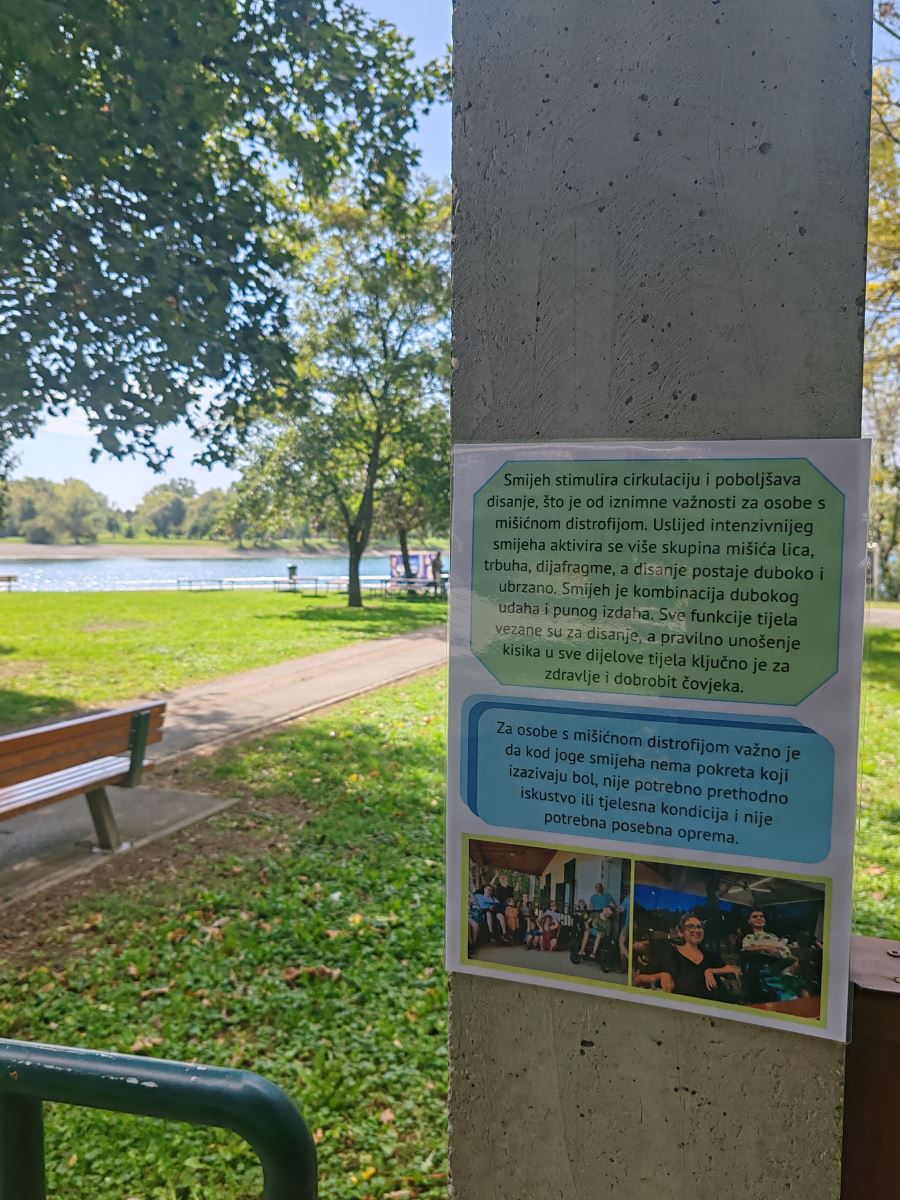 Smijeh stimulira cirkulaciju i poboljšava
disanje, što je od iznimne važnosti za osobe s
mišićnom distrofijom. Uslijed intenzivnijeg
smijeha aktivira se više skupina mišića lica,
trbuha, dijafragme, a disanje postaje duboko i
ubrzano. Smijeh je kombinacija dubokog
udaha i punog izdaha. Sve funkcije tijela
vezane su za disanje, a pravilno unošenje
kisika u sve dijelove tijela ključno je za
zdravlje i dobrobit čovjeka.
Za osobe s mišićnom distrofijom važno je
da kod joge smijeha nema pokreta koji
izazivaju bol, nije potrebno prethodno
iskustvo ili tjelesna kondicija i nije
potrebna posebna oprema.